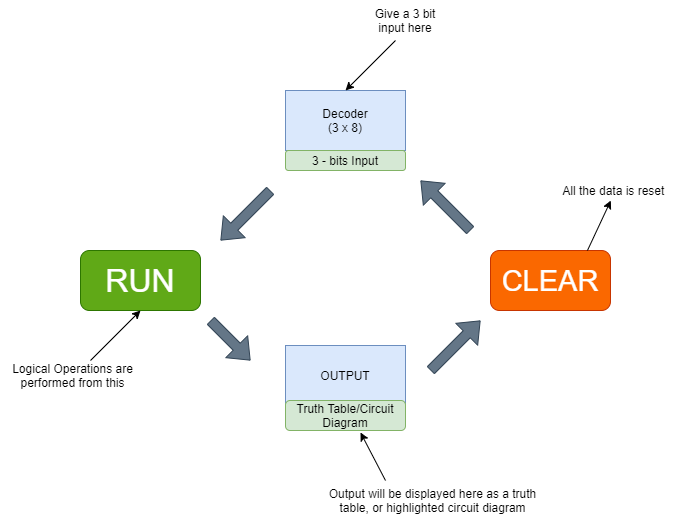 Give a 3 bit
input here
Decoder
(3 x 8)
3 - bits Input
All the data is reset
RUN
CLEAR
Logical Operations are
performed from this
OUTPUT
Truth Table/Circuit
Diagram
Output will be displayed here as a truth
table, or highlighted circuit diagram